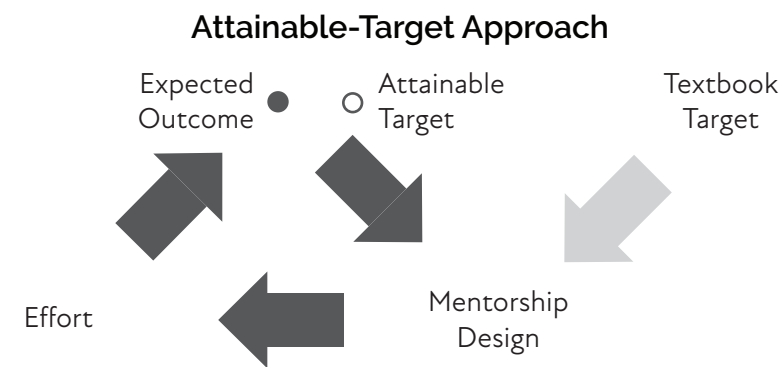 Attainable-Target Approach
Expected
Outcome
Attainable
Target
Textbook
Target
Effort
Mentorship
Design